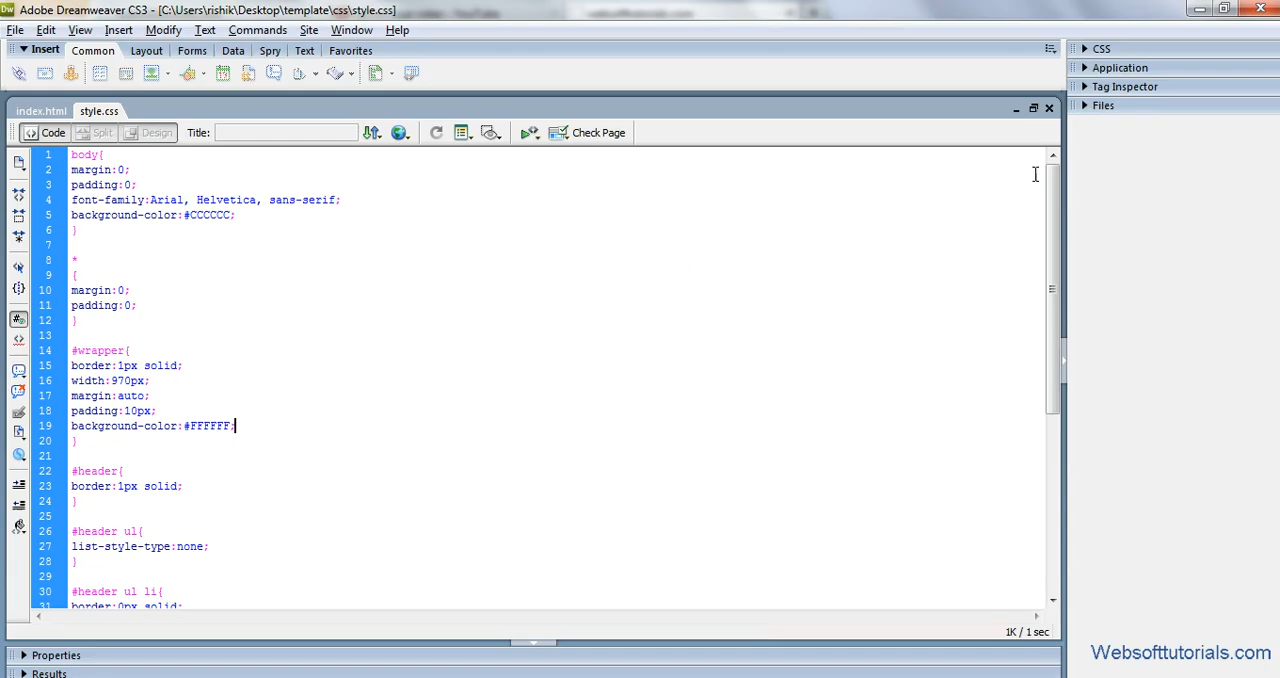 Adobe Dreamweaver CS3 - [C:\Users\rishik\Desktop\template\css\style.css]
File Edit View Insert Modify Text Commands Site Window Help
Insert Common Layout Forms Data Spry Text Favorites
CSS
Application
Tag Inspector
Files
index.html style.css
Code Split Design Title: Check Page
1 body{
2 margin:0;
3 padding:0;
4 font-family:Arial, Helvetica, sans-serif;
5 background-color:#CCCCCC;
6 }
7
8 *
9 {
10 margin:0;
11 padding:0;
12 }
13
14 #wrapper{
15 border:1px solid;
16 width:970px;
17 margin:auto;
18 padding:10px;
19 background-color:#FFFFFF;
20 }
21
22 #header{
23 border:1px solid;
24 }
25
26 #header ul{
27 list-style-type:none;
28 }
29
30 #header ul li{
31 border:0px solid;
1K / 1 sec
Properties
Results
Websofttutorials.com